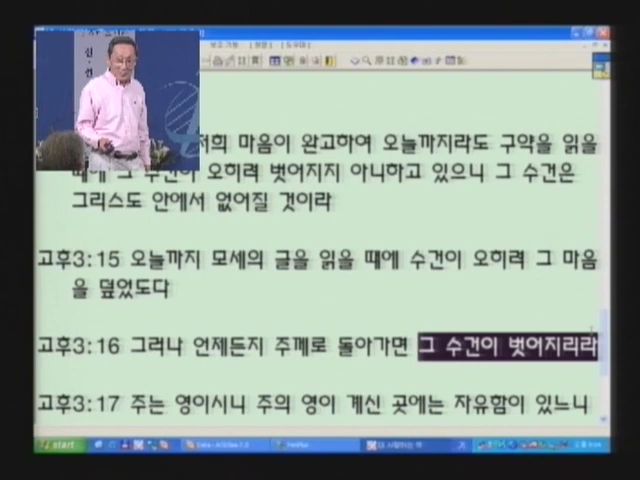 저희 마음이 완고하여 오늘까지라도 구약을 읽을
때에 그 수건이 오히려 벗어지지 아니하고 있으니 그 수건은
그리스도 안에서 없어질 것이라
고후3:15 오늘까지 모세의 글을 읽을 때에 수건이 오히려 그 마음
을 덮었도다
고후3:16 그러나 언제든지 주께로 돌아가면 그 수건이 벗어지리라
고후3:17 주는 영이시니 주의 영이 계신 곳에는 자유함이 있느니
start